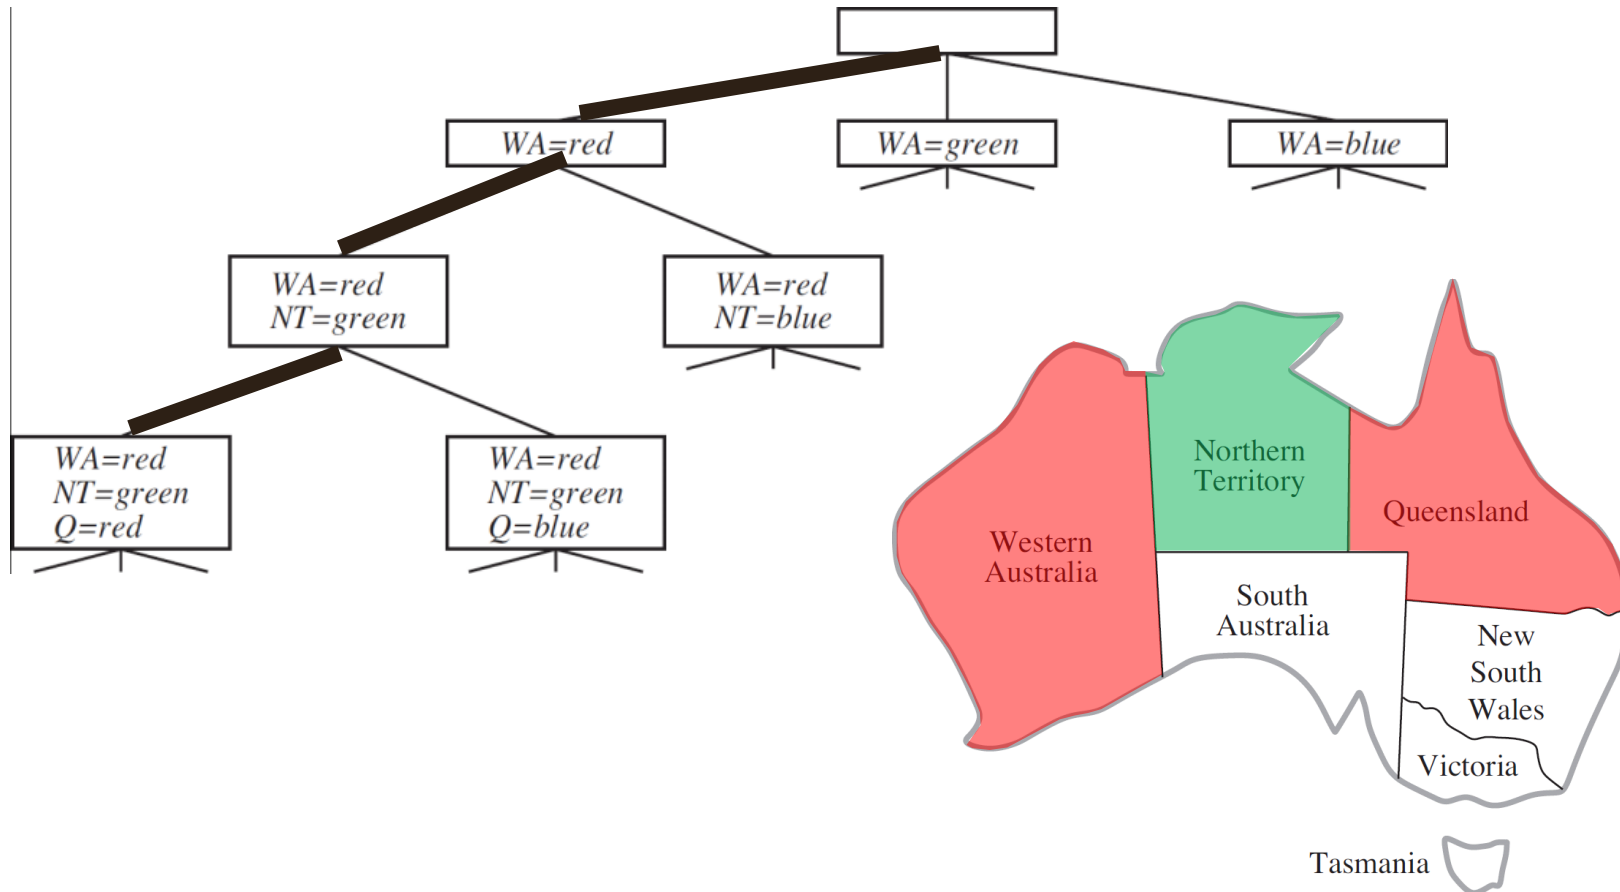 WA=red
WA=green
WA=blue
WA=red
NT=green
WA=red
NT=blue
WA=red
NT=green
Q=red
WA=red
NT=green
Q=blue
Northern
Territory
Queensland
Western
Australia
South
Australia
New
South
Wales
Victoria
Tasmania